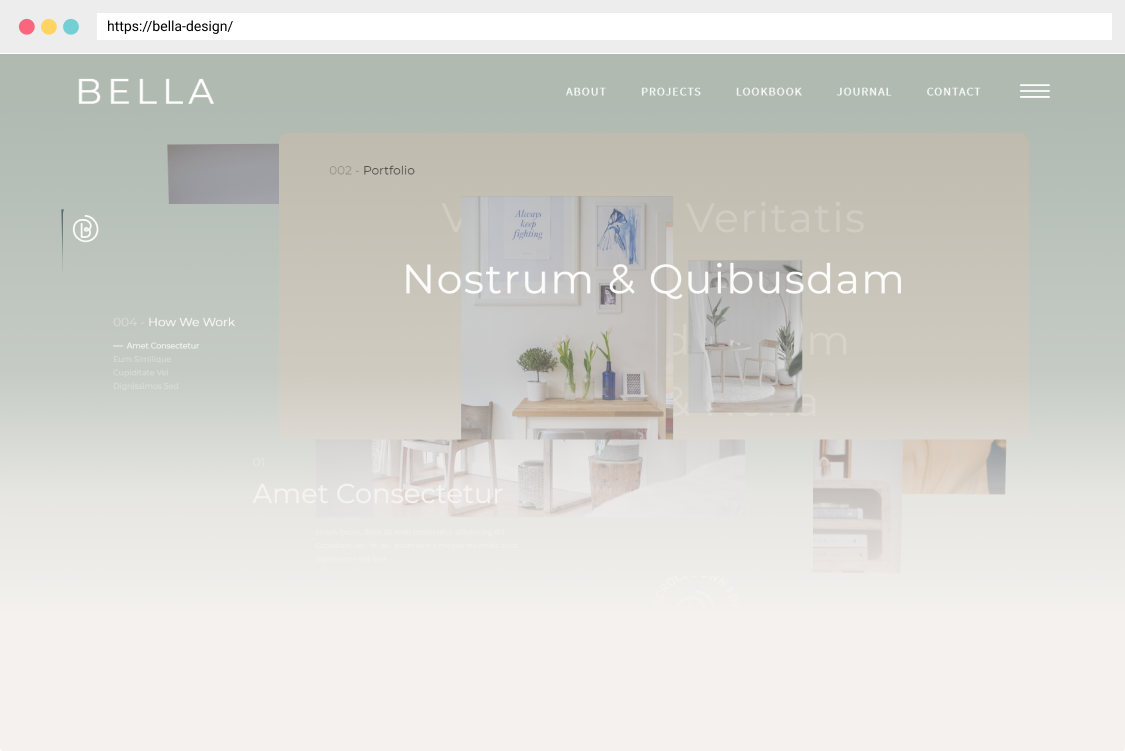 https://bella-design/
BELLA
ABOUT
PROJECTS
LOOKBOOK
JOURNAL
CONTACT
002 - Portfolio
Always
keep
fighting
Veritatis
Nostrum & Quibusdam
&
004 - How We Work
— Amet Consectetur
Eum Similique
Cupiditate Vel
Dignissimos Sed
01
Amet Consectetur